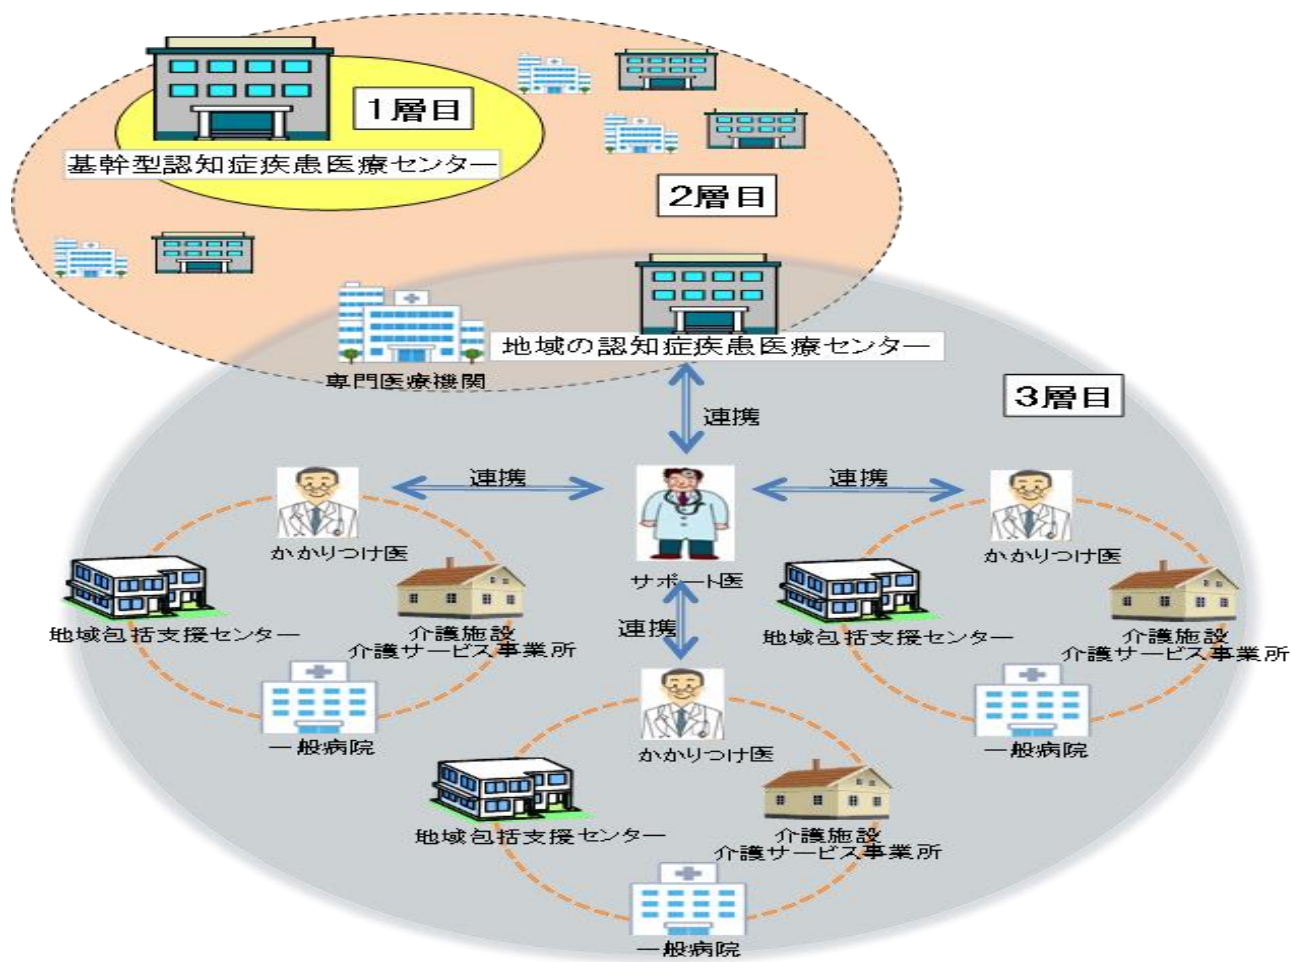 1層目
基幹型認知症疾患医療センター
2層目
地域の認知症疾患医療センター
専門医療機関
3層目
連携
連携
連携
かかりつけ医
サポート医
かかりつけ医
地域包括支援センター
介護施設
介護サービス事業所
一般病院
連携
地域包括支援センター
介護施設
介護サービス事業所
一般病院
かかりつけ医
地域包括支援センター
介護施設
介護サービス事業所
一般病院